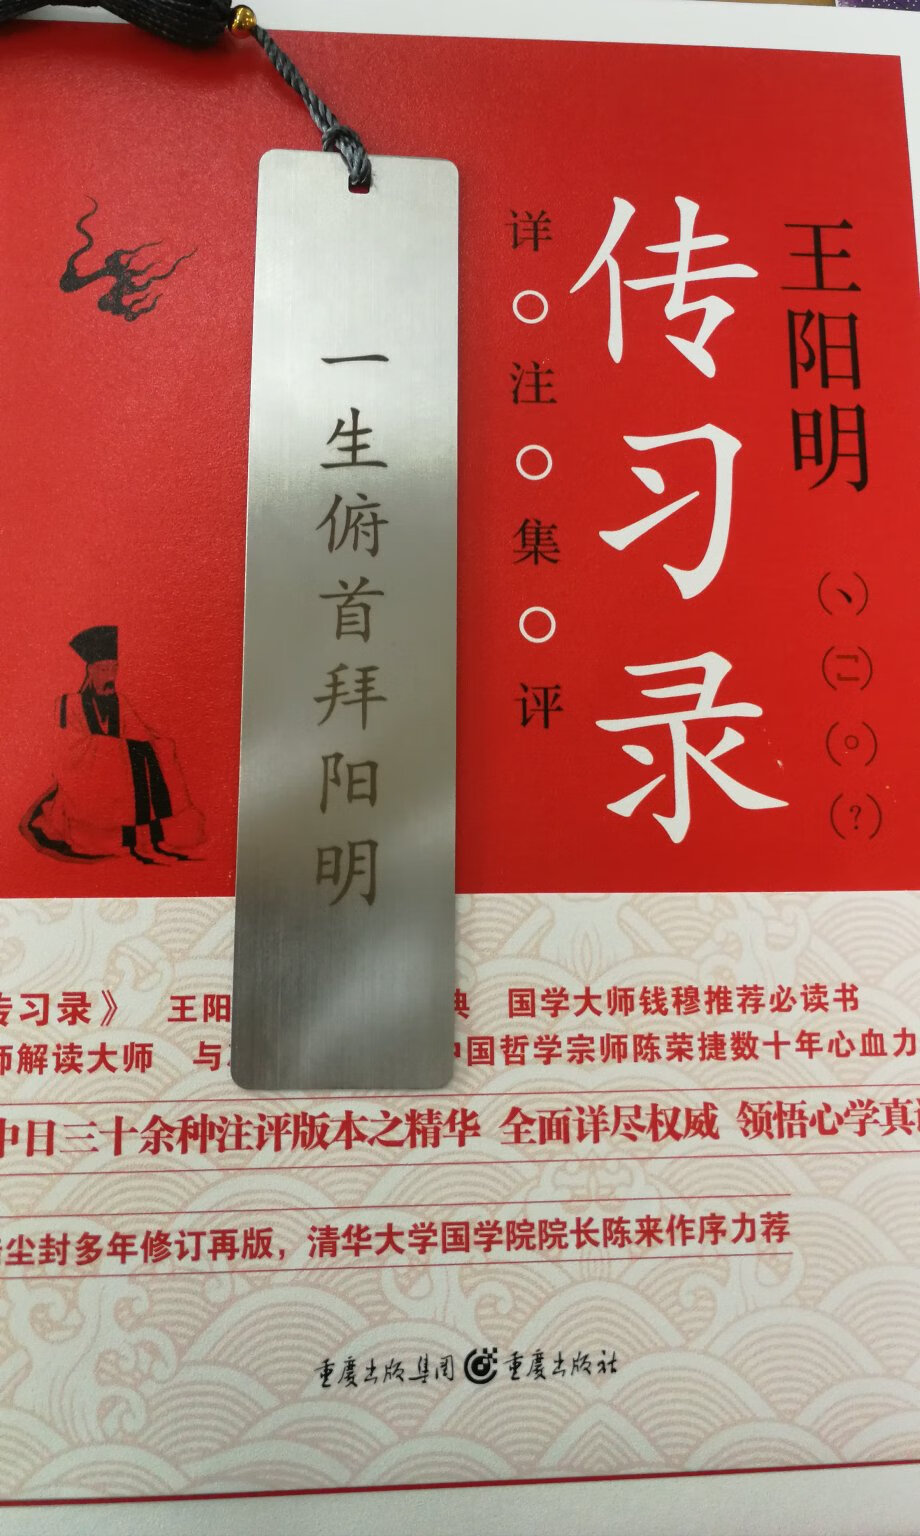 王阳明
传习录
详○注○集○评
(、)(『』)(○)(?)
一生俯首拜阳明
传习录》 王阳 典 国学大师钱穆推荐必读书
师解读大师 与 中国哲学宗师陈荣捷数十年心血力
中日三十余种注评版本之精华 全面详尽权威 领悟心学真
尘封多年修订再版，清华大学国学院院长陈来作序力荐
重庆出版集团 重庆出版社